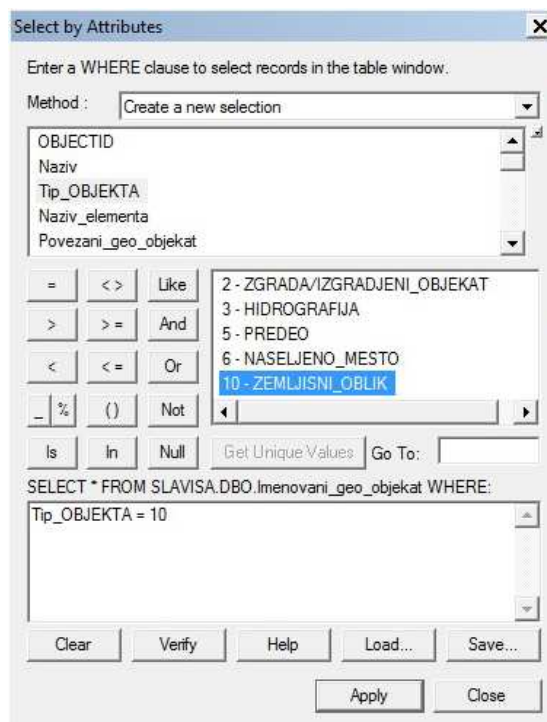 Select by Attributes
Enter a WHERE clause to select records in the table window.
Method :
Create a new selection
OBJECTID
Naziv
Tip_OBJEKTA
Naziv_elementa
Povezani_geo_objekat
= <> Like
> >= And
< <= Or
_ % () Not
Is In Null
2 - ZGRADA/IZGRADJENI_OBJEKAT
3 - HIDROGRAFIJA
5 - PREDEO
6 - NASELJENO_MESTO
10 - ZEMLJISNI_OBLIK
Get Unique Values Go To:
SELECT * FROM SLAVISA.DBO.Imenovani_geo_objekat WHERE:
Tip_OBJEKTA = 10
Clear Verify Help Load... Save...
Apply Close